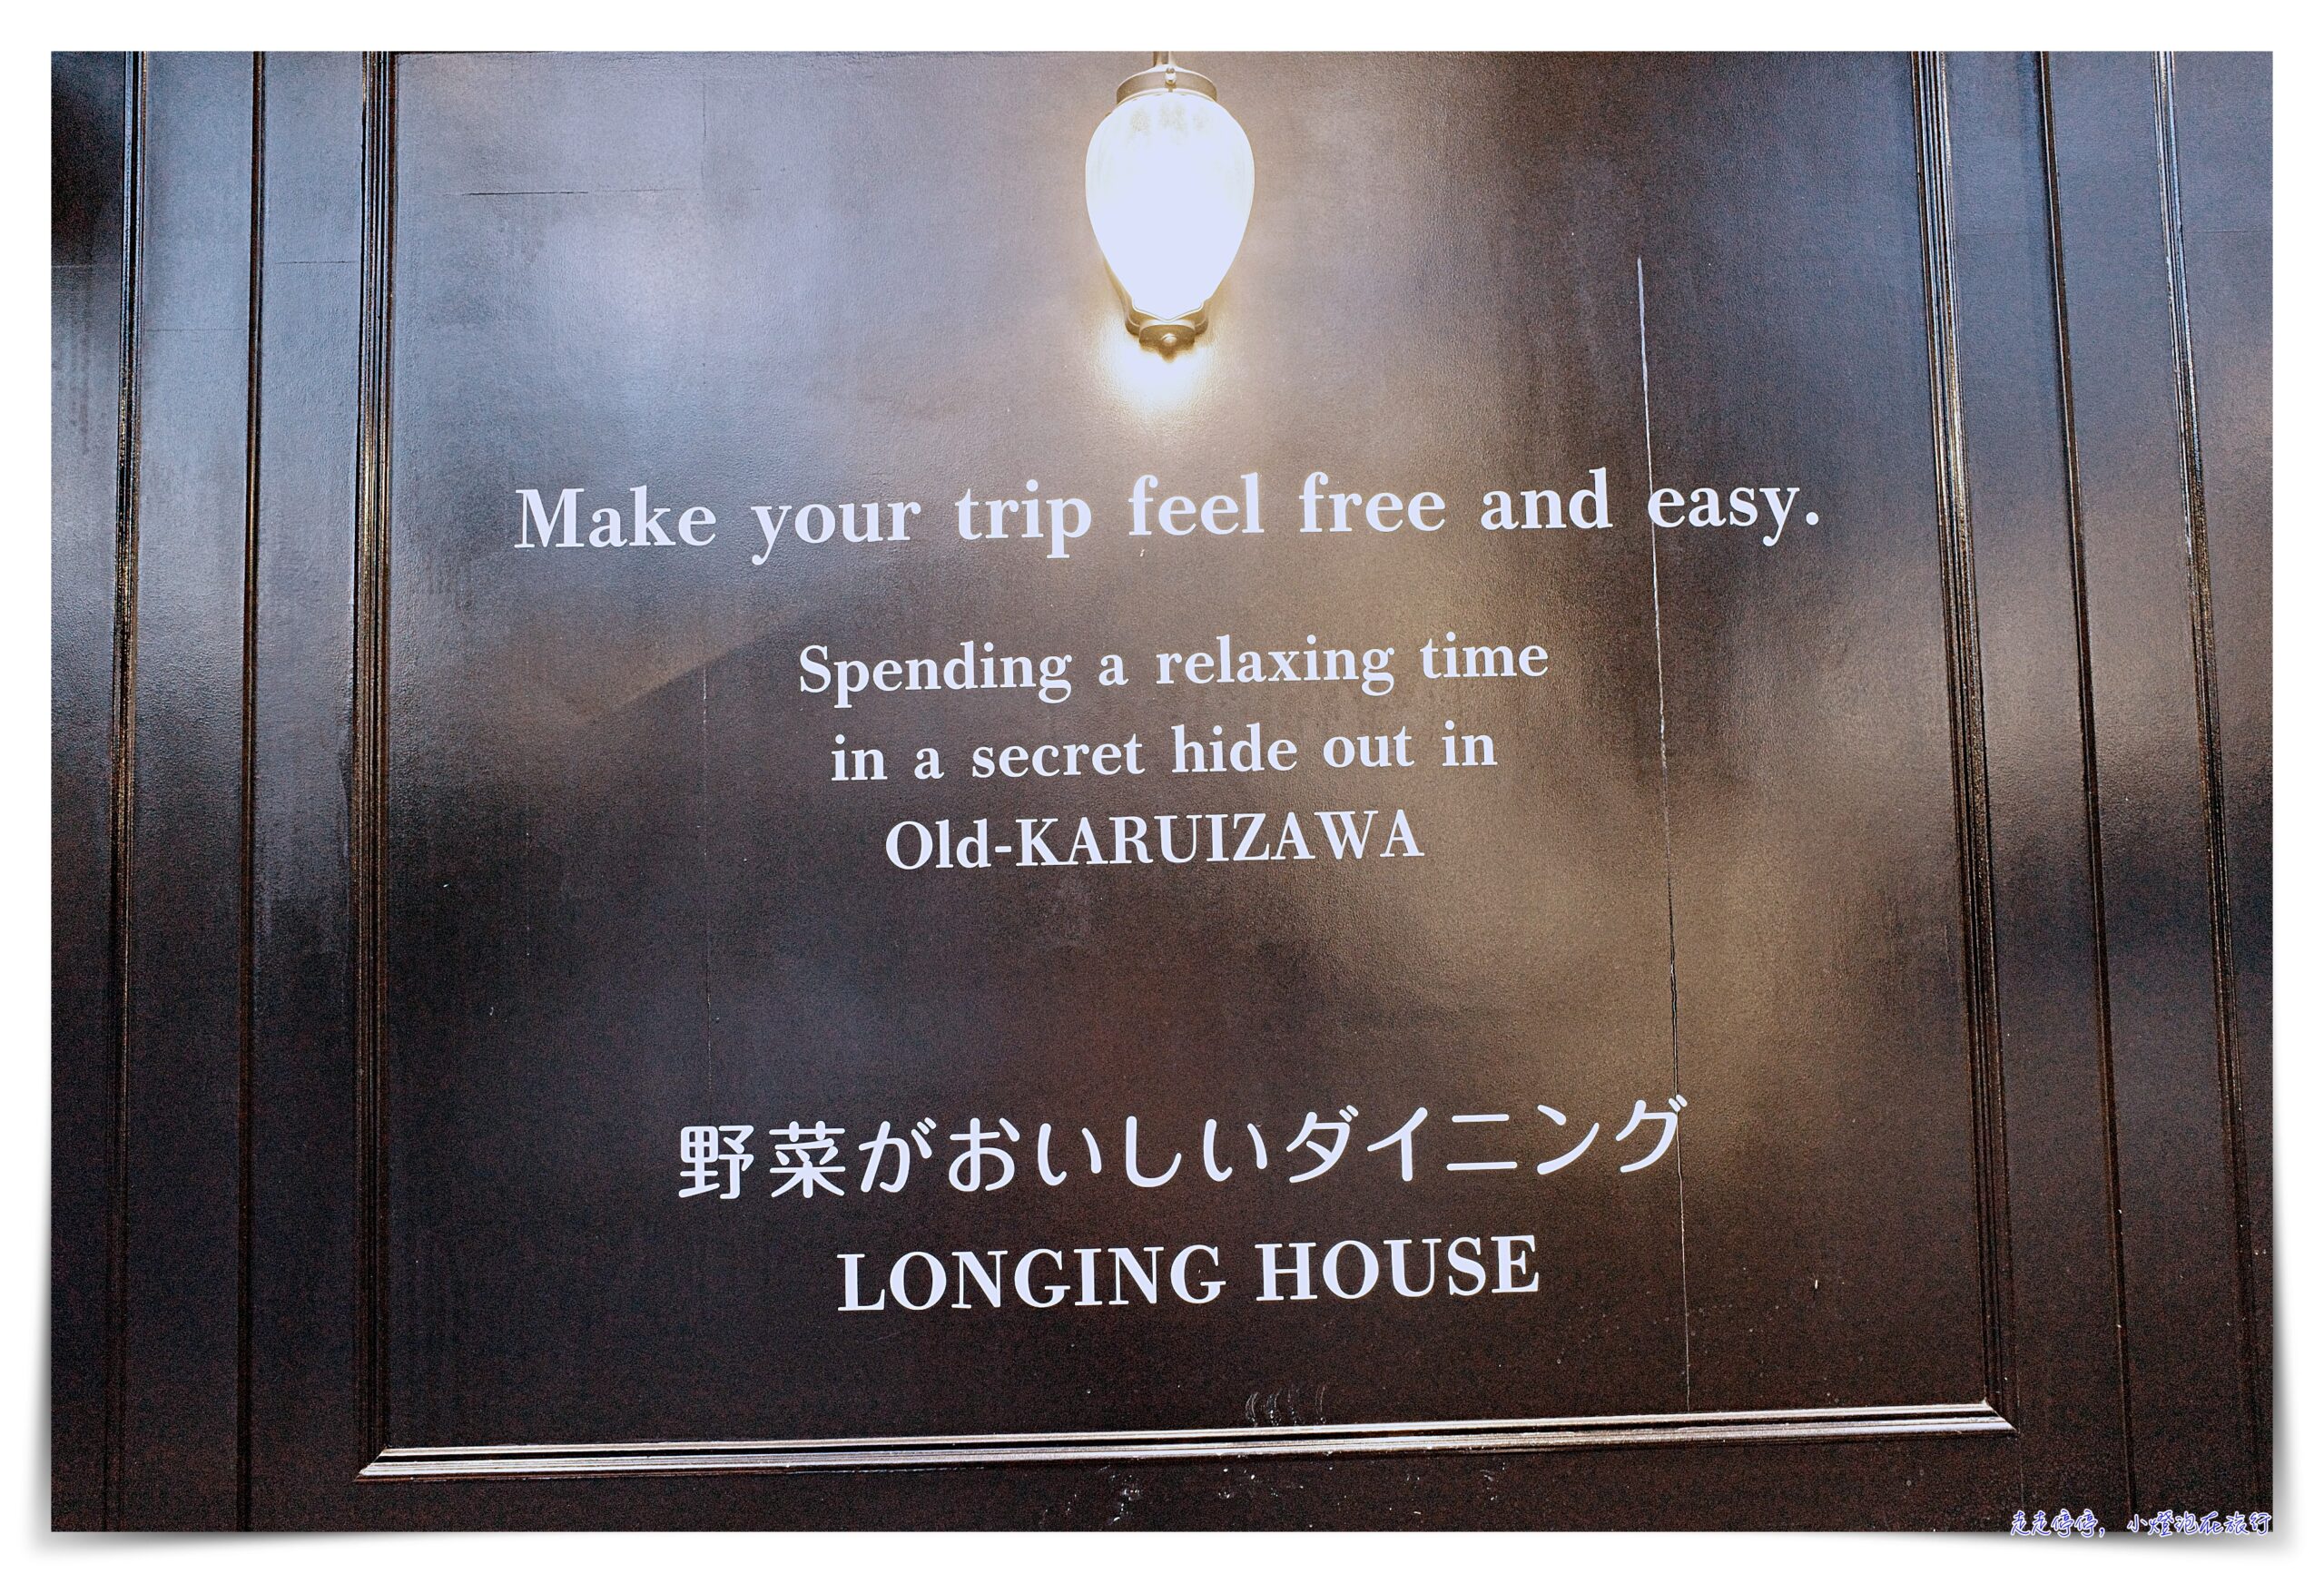 Make your trip feel free and easy.
Spending a relaxing time
in a secret hide out in
Old-KARUIZAWA
野菜がおいしいダイニング
LONGING HOUSE
走走停停，小燈泡在旅行